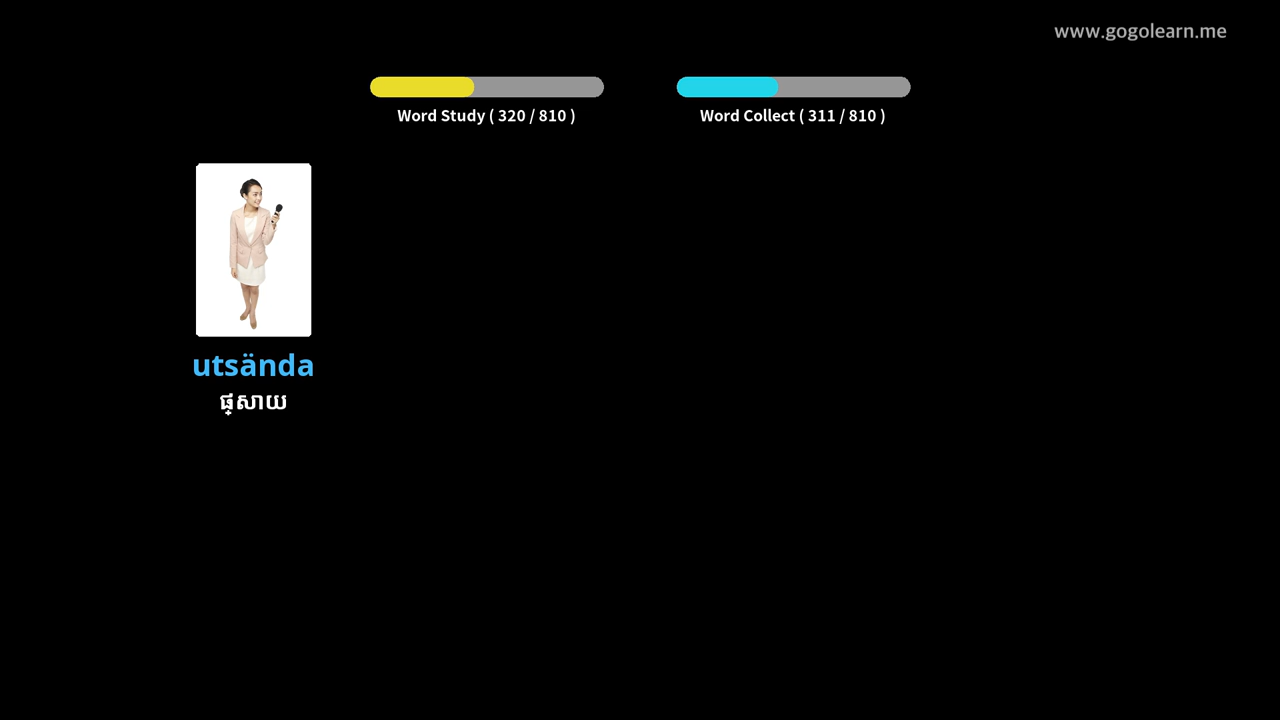 www.gogolearn.me
Word Study ( 320 / 810 )
Word Collect ( 311 / 810 )
utsända
ផ្សាយ